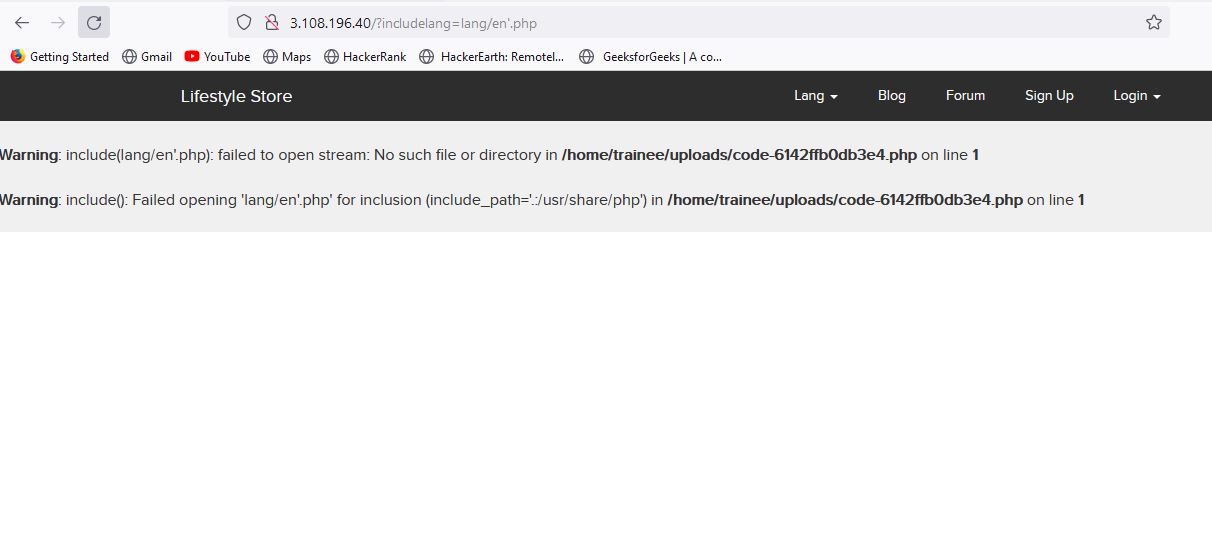 3.108.196.40/?includelang=lang/en'.php
Getting Started Gmail YouTube Maps HackerRank HackerEarth: Remotel... GeeksforGeeks | A co...
Lifestyle Store Lang Blog Forum Sign Up Login
Warning: include(lang/en'.php): failed to open stream: No such file or directory in /home/trainee/uploads/code-6142ffb0db3e4.php on line 1
Warning: include(): Failed opening 'lang/en'.php' for inclusion (include_path='.:/usr/share/php') in /home/trainee/uploads/code-6142ffb0db3e4.php on line 1